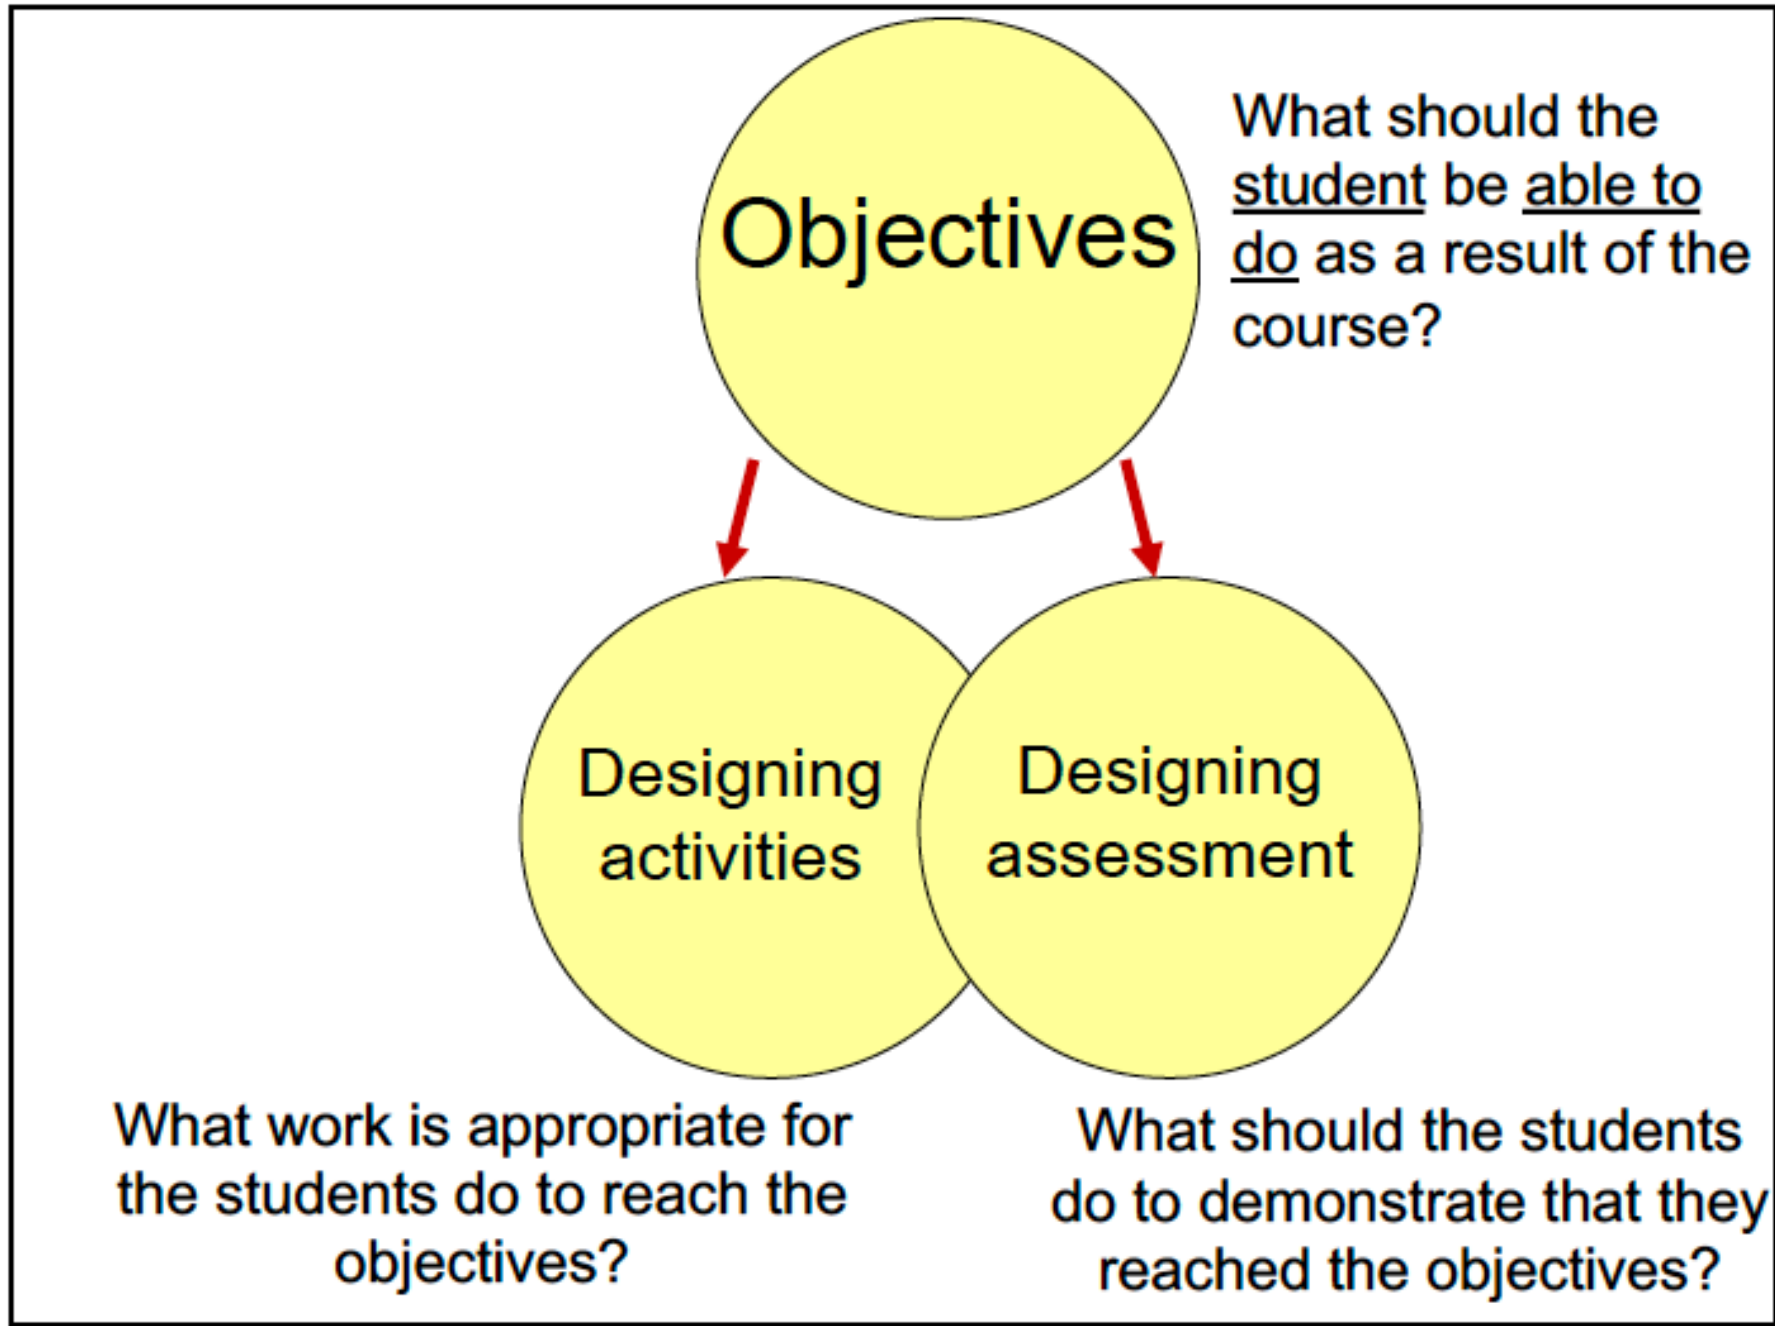 Objectives
What should the
student be able to
do as a result of the
course?
Designing
activities
Designing
assessment
What work is appropriate for
the students do to reach the
objectives?
What should the students
do to demonstrate that they
reached the objectives?